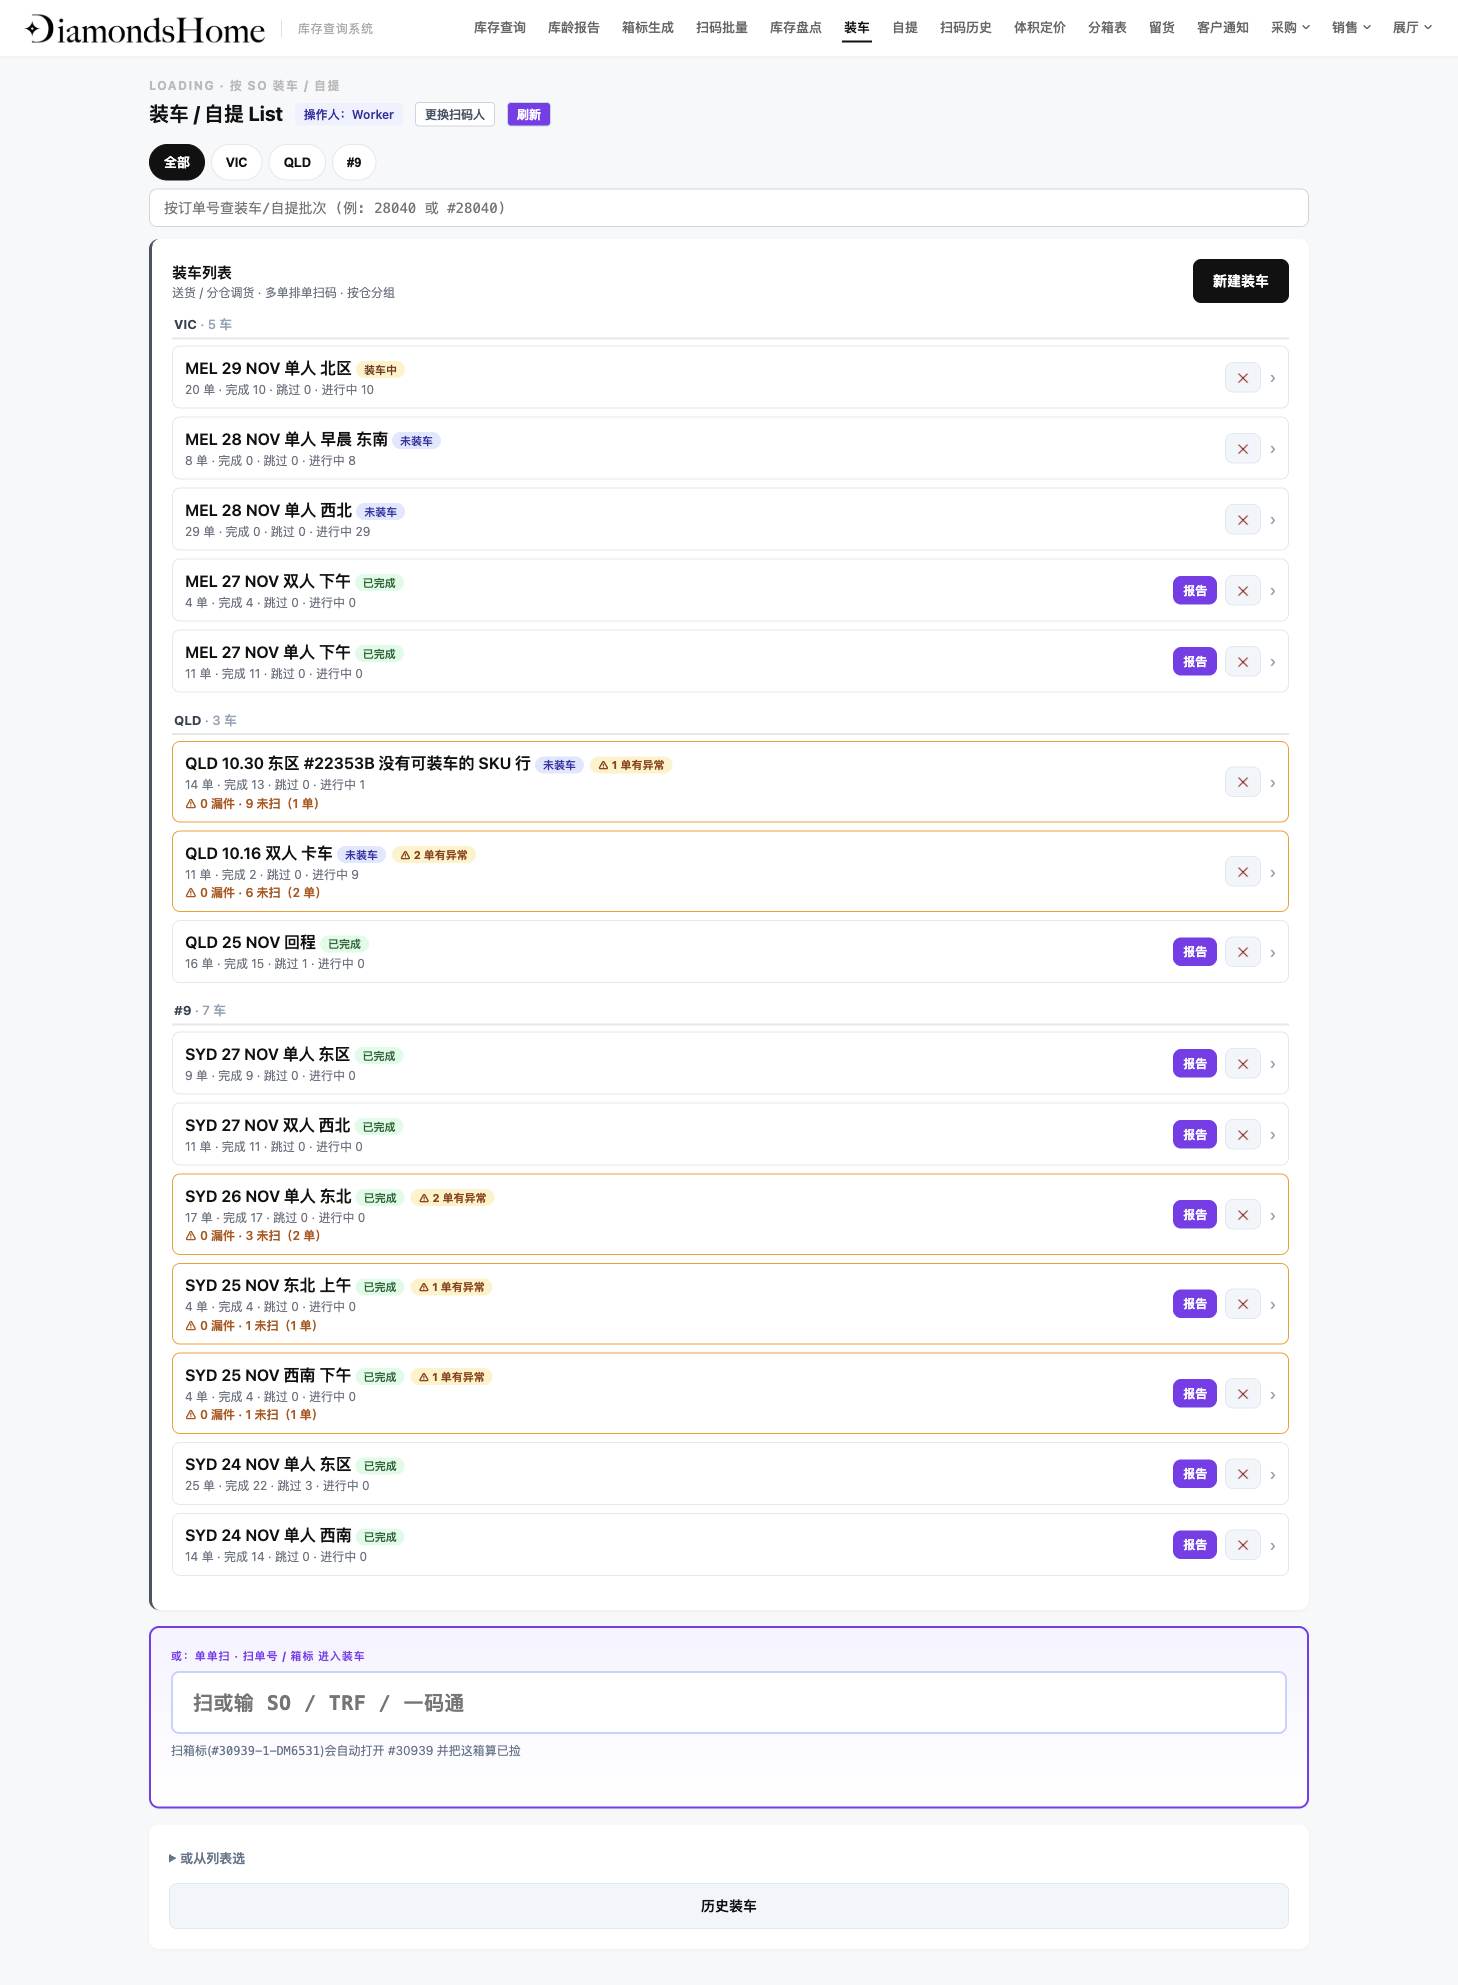 DiamondsHome 库存查询系统 库存查询 库龄报告 箱标生成 扫码批量 库存盘点 装车 自提 扫码历史 体积定价 分箱表 留货 客户通知 采购 销售 展厅
LOADING · 按 SO 装车 / 自提
装车 / 自提 List 操作人：Worker 更换扫码人 刷新
全部 VIC QLD #9
按订单号查装车/自提批次 (例: 28040 或 #28040)
装车列表 新建装车
送货 / 分仓调货 · 多单排单扫码 · 按仓分组
VIC · 5 车
MEL 29 NOV 单人 北区 装车中
20 单 · 完成 10 · 跳过 0 · 进行中 10
MEL 28 NOV 单人 早晨 东南 未装车
8 单 · 完成 0 · 跳过 0 · 进行中 8
MEL 28 NOV 单人 西北 未装车
29 单 · 完成 0 · 跳过 0 · 进行中 29
MEL 27 NOV 双人 下午 已完成 报告
4 单 · 完成 4 · 跳过 0 · 进行中 0
MEL 27 NOV 单人 下午 已完成 报告
11 单 · 完成 11 · 跳过 0 · 进行中 0
QLD · 3 车
QLD 10.30 东区 #22353B 没有可装车的 SKU 行 未装车 ⚠ 1 单有异常
14 单 · 完成 13 · 跳过 0 · 进行中 1
⚠ 0 漏件 · 9 未扫（1 单）
QLD 10.16 双人 卡车 未装车 ⚠ 2 单有异常
11 单 · 完成 2 · 跳过 0 · 进行中 9
⚠ 0 漏件 · 6 未扫（2 单）
QLD 25 NOV 回程 已完成 报告
16 单 · 完成 15 · 跳过 1 · 进行中 0
#9 · 7 车
SYD 27 NOV 单人 东区 已完成 报告
9 单 · 完成 9 · 跳过 0 · 进行中 0
SYD 27 NOV 双人 西北 已完成 报告
11 单 · 完成 11 · 跳过 0 · 进行中 0
SYD 26 NOV 单人 东北 已完成 ⚠ 2 单有异常 报告
17 单 · 完成 17 · 跳过 0 · 进行中 0
⚠ 0 漏件 · 3 未扫（2 单）
SYD 25 NOV 东北 上午 已完成 ⚠ 1 单有异常 报告
4 单 · 完成 4 · 跳过 0 · 进行中 0
⚠ 0 漏件 · 1 未扫（1 单）
SYD 25 NOV 西南 下午 已完成 ⚠ 1 单有异常 报告
4 单 · 完成 4 · 跳过 0 · 进行中 0
⚠ 0 漏件 · 1 未扫（1 单）
SYD 24 NOV 单人 东区 已完成 报告
25 单 · 完成 22 · 跳过 3 · 进行中 0
SYD 24 NOV 单人 西南 已完成 报告
14 单 · 完成 14 · 跳过 0 · 进行中 0
或：单单扫 · 扫单号 / 箱标 进入装车
扫或输 SO / TRF / 一码通
扫箱标(#30939-1-DM6531)会自动打开 #30939 并把这箱算已捡
或从列表选
历史装车